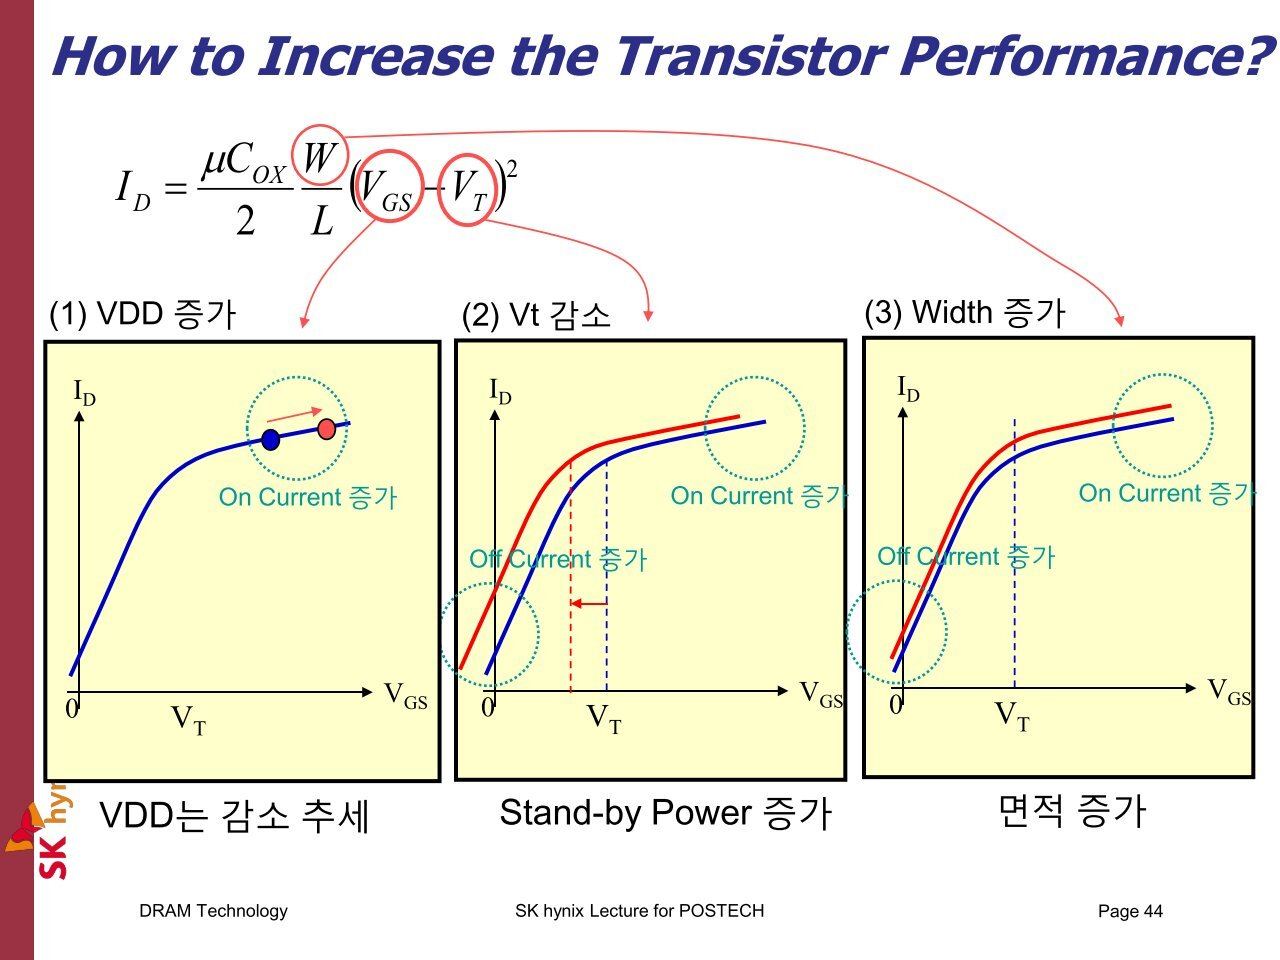 How to Increase the Transistor Performance?
I_D = μC_OX/2 W/L (V_GS − V_T)²
(1) VDD 증가
(2) Vt 감소
(3) Width 증가
I_D
On Current 증가
0
V_T
V_GS
I_D
On Current 증가
Off Current 증가
0
V_T
V_GS
I_D
On Current 증가
Off Current 증가
0
V_T
V_GS
VDD는 감소 추세
Stand-by Power 증가
면적 증가
SK hyn
DRAM Technology
SK hynix Lecture for POSTECH
Page 44